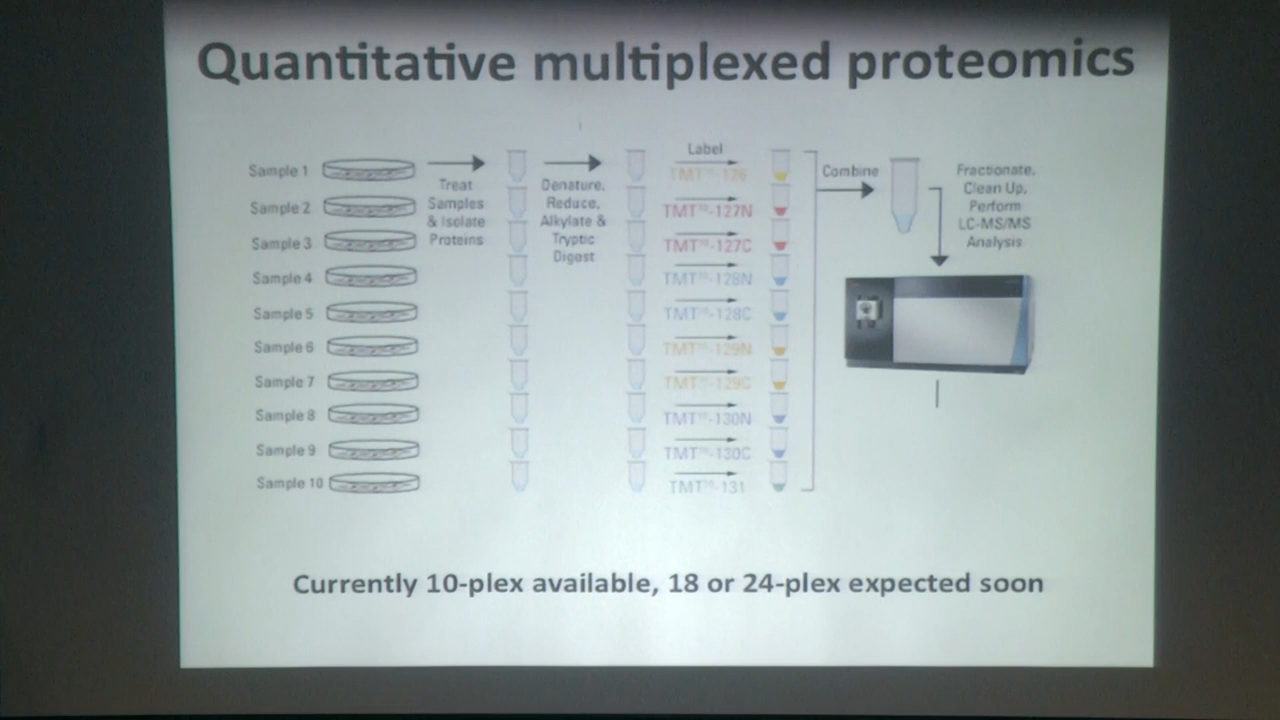 Quantitative multiplexed proteomics
Label
Sample 1
Sample 2
Sample 3
Sample 4
Sample 5
Sample 6
Sample 7
Sample 8
Sample 9
Sample 10
Treat
Samples
& Isolate
Proteins
Denature,
Reduce,
Alkylate &
Tryptic
Digest
TMT¹⁰-126
TMT¹⁰-127N
TMT¹⁰-127C
TMT¹⁰-128N
TMT¹⁰-128C
TMT¹⁰-129N
TMT¹⁰-129C
TMT¹⁰-130N
TMT¹⁰-130C
TMT¹⁰-131
Combine
Fractionate,
Clean Up,
Perform
LC-MS/MS
Analysis
Currently 10-plex available, 18 or 24-plex expected soon